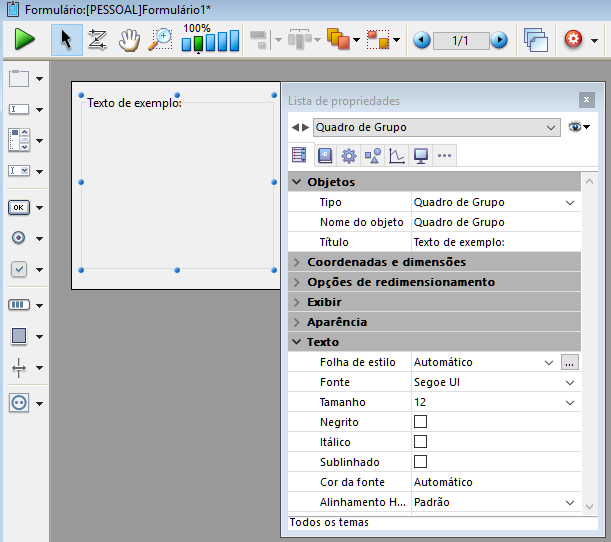 Formulário:[PESSOAL]Formulário1*
100%
1/1
Texto de exemplo:
OK
Lista de propriedades
x
Quadro de Grupo
Objetos
Tipo Quadro de Grupo
Nome do objeto Quadro de Grupo
Título Texto de exemplo:
Coordenadas e dimensões
Opções de redimensionamento
Exibir
Aparência
Texto
Folha de estilo Automático ...
Fonte Segoe UI
Tamanho 12
Negrito
Itálico
Sublinhado
Cor da fonte Automático
Alinhamento H... Padrão
Todos os temas